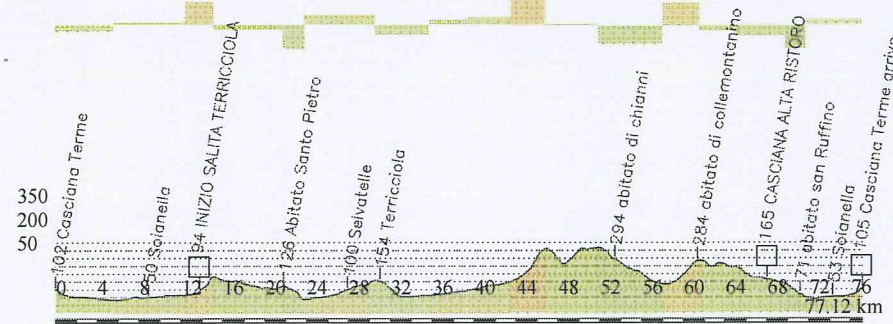 102 Casciana Terme
50 Soianella
94 INIZIO SALITA TERRICCIOLA
126 Abitato Santo Pietro
100 Selvatelle
154 Terricciola
294 abitato di chianni
284 abitato di collemontanino
165 CASCIANA ALTA RISTORO
71 abitato san Ruffino
53 Soianella
105 Casciana Terme arrivo
350
200
50
0 4 8 12 16 20 24 28 32 36 40 44 48 52 56 60 64 68 72 76
77.12 km